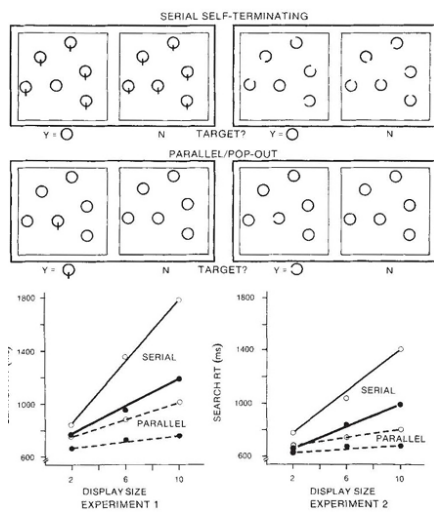 SERIAL SELF-TERMINATING
Y = N TARGET? Y = N
PARALLEL/POP-OUT
Y = N TARGET? Y = N
1800
1400
1000
600
SERIAL
PARALLEL
2 6 10
DISPLAY SIZE
EXPERIMENT 1
SEARCH RT (ms)
1800
1400
1000
600
SERIAL
PARALLEL
2 6 10
DISPLAY SIZE
EXPERIMENT 2